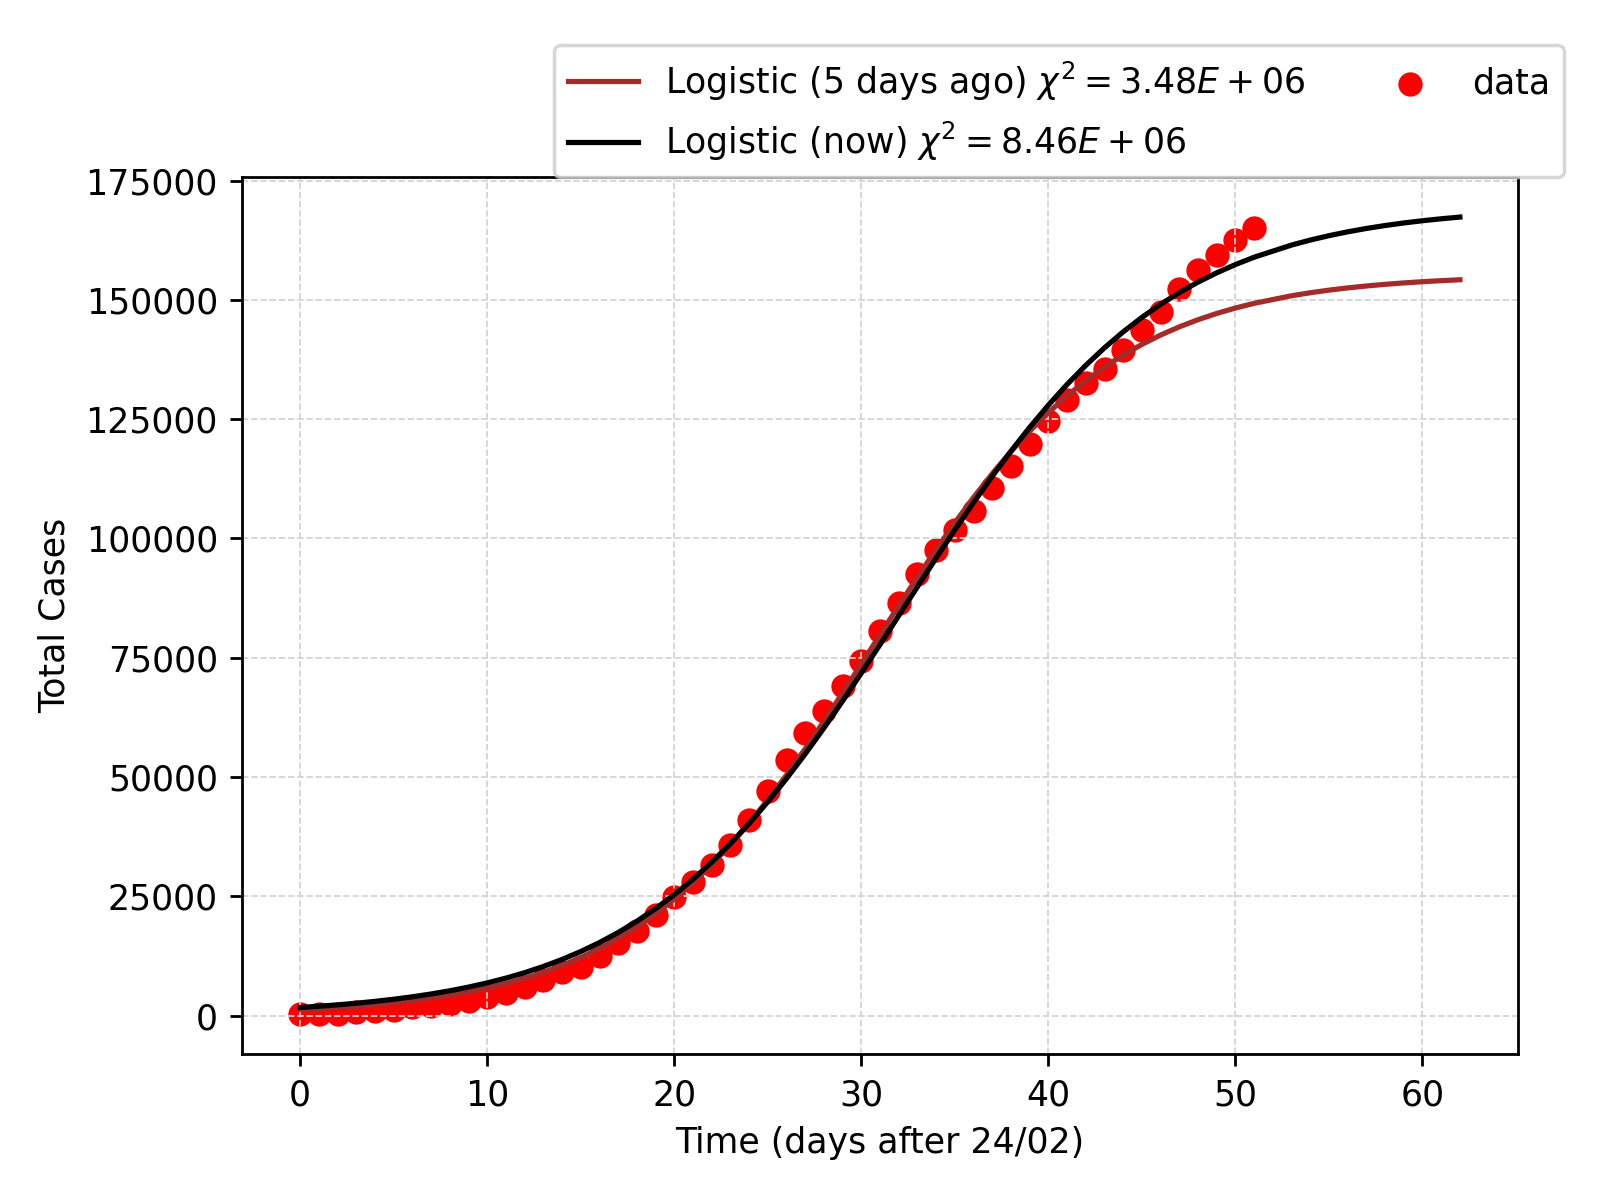 Logistic (5 days ago) χ² = 3.48E + 06
data
Logistic (now) χ² = 8.46E + 06
175000
150000
125000
100000
75000
50000
25000
0
Total Cases
0 10 20 30 40 50 60
Time (days after 24/02)